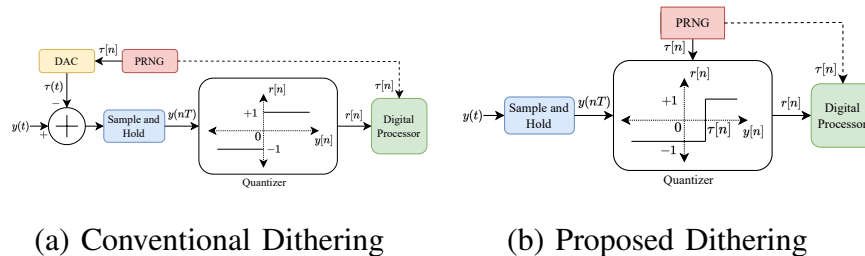 DAC
τ[n]
PRNG
τ(t)
−
y(t)
+
Sample and
Hold
y(nT)
r[n]
+1
0
−1
y[n]
Quantizer
r[n]
τ[n]
Digital
Processor
(a) Conventional Dithering
PRNG
τ[n]
y(t)
Sample and
Hold
y(nT)
r[n]
+1
0
τ[n]
y[n]
−1
Quantizer
r[n]
τ[n]
Digital
Processor
(b) Proposed Dithering